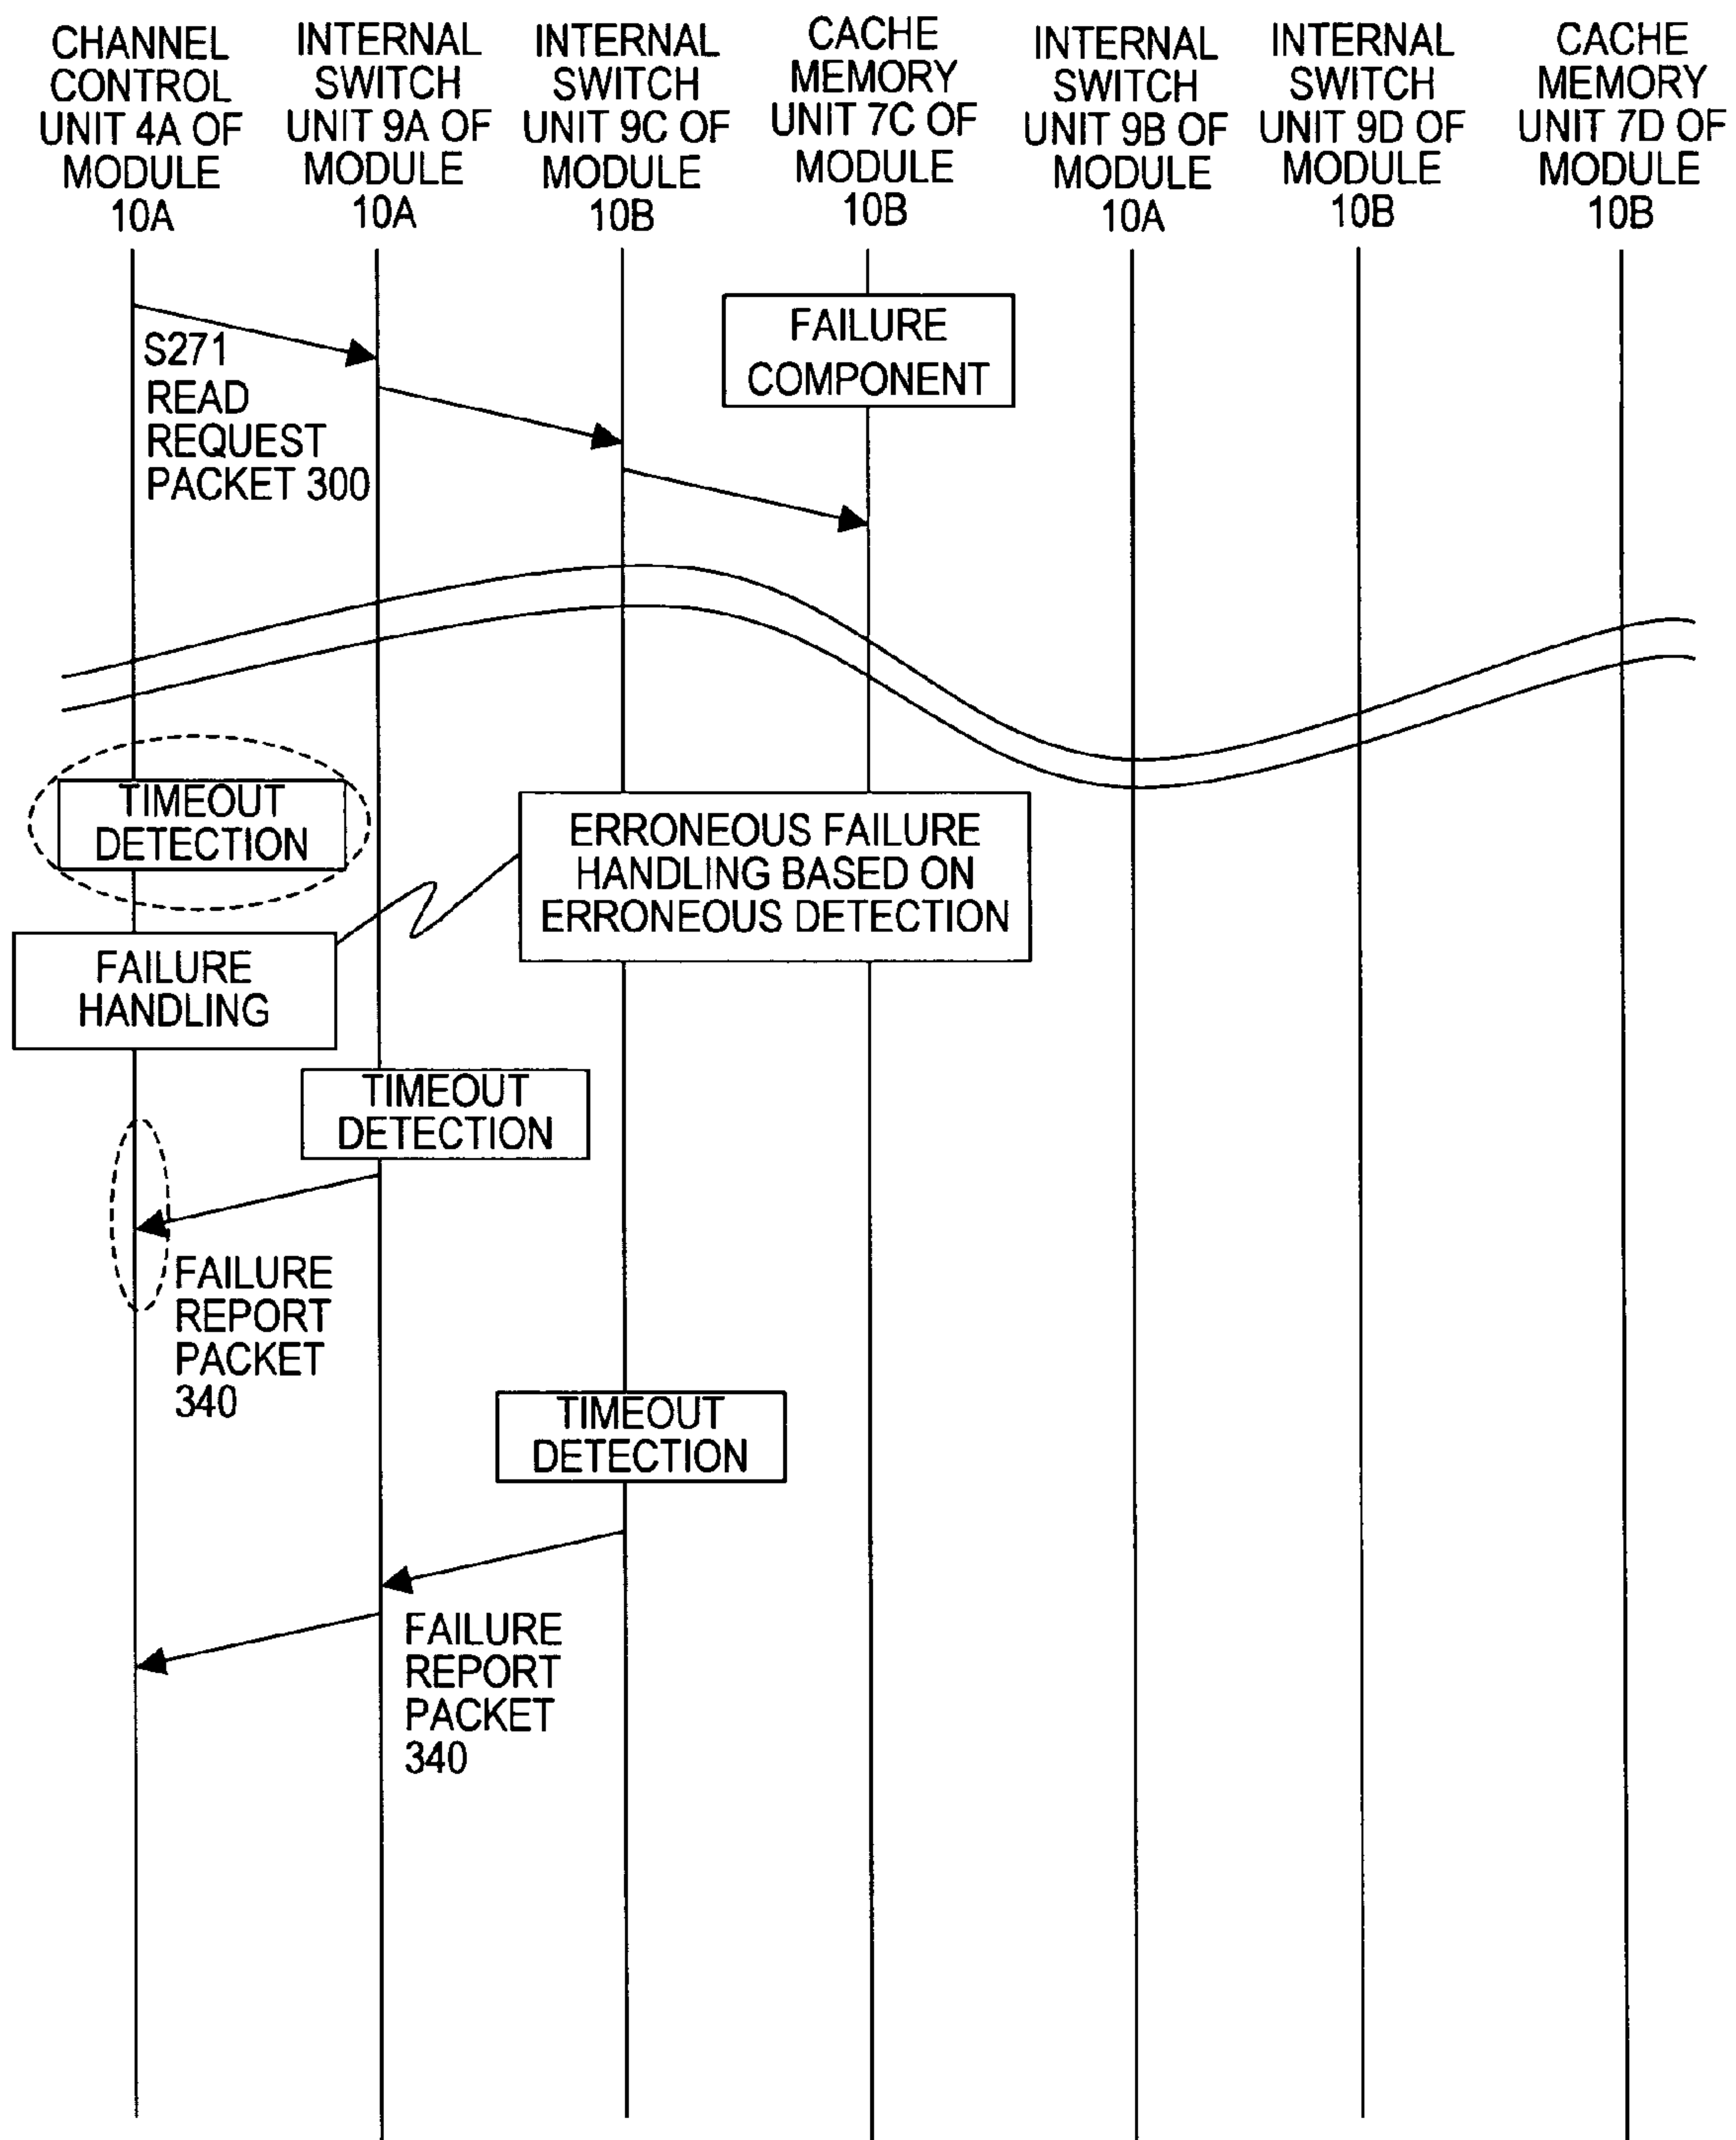 CHANNEL
CONTROL
UNIT 4A OF
MODULE
10A
INTERNAL
SWITCH
UNIT 9A OF
MODULE
10A
INTERNAL
SWITCH
UNIT 9C OF
MODULE
10B
CACHE
MEMORY
UNIT 7C OF
MODULE
10B
INTERNAL
SWITCH
UNIT 9B OF
MODULE
10A
INTERNAL
SWITCH
UNIT 9D OF
MODULE
10B
CACHE
MEMORY
UNIT 7D OF
MODULE
10B
FAILURE
COMPONENT
S271
READ
REQUEST
PACKET 300
TIMEOUT
DETECTION
ERRONEOUS FAILURE
HANDLING BASED ON
ERRONEOUS DETECTION
FAILURE
HANDLING
TIMEOUT
DETECTION
FAILURE
REPORT
PACKET
340
TIMEOUT
DETECTION
FAILURE
REPORT
PACKET
340